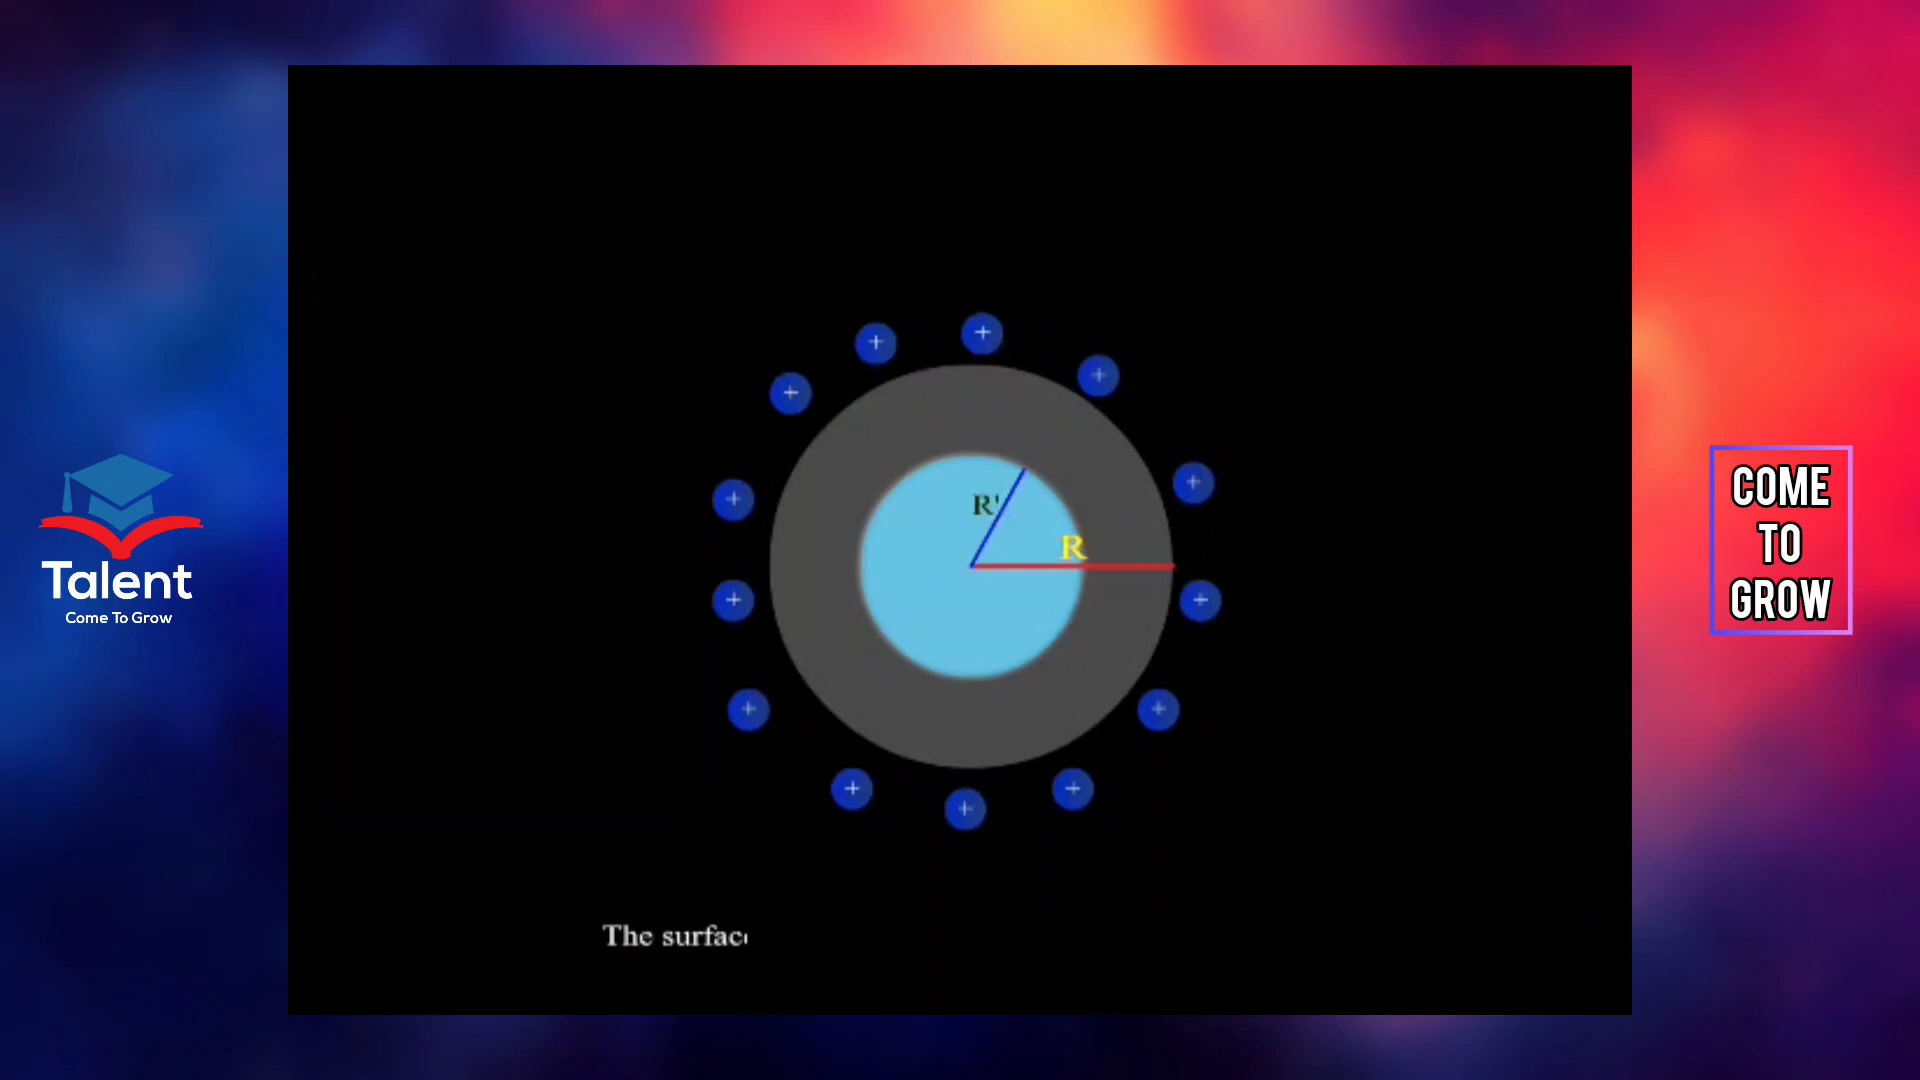 + +
+ +
R'
R
+ +
+ +
+ +
+ + +
The surfac
Talent
Come To Grow
COME
TO
GROW